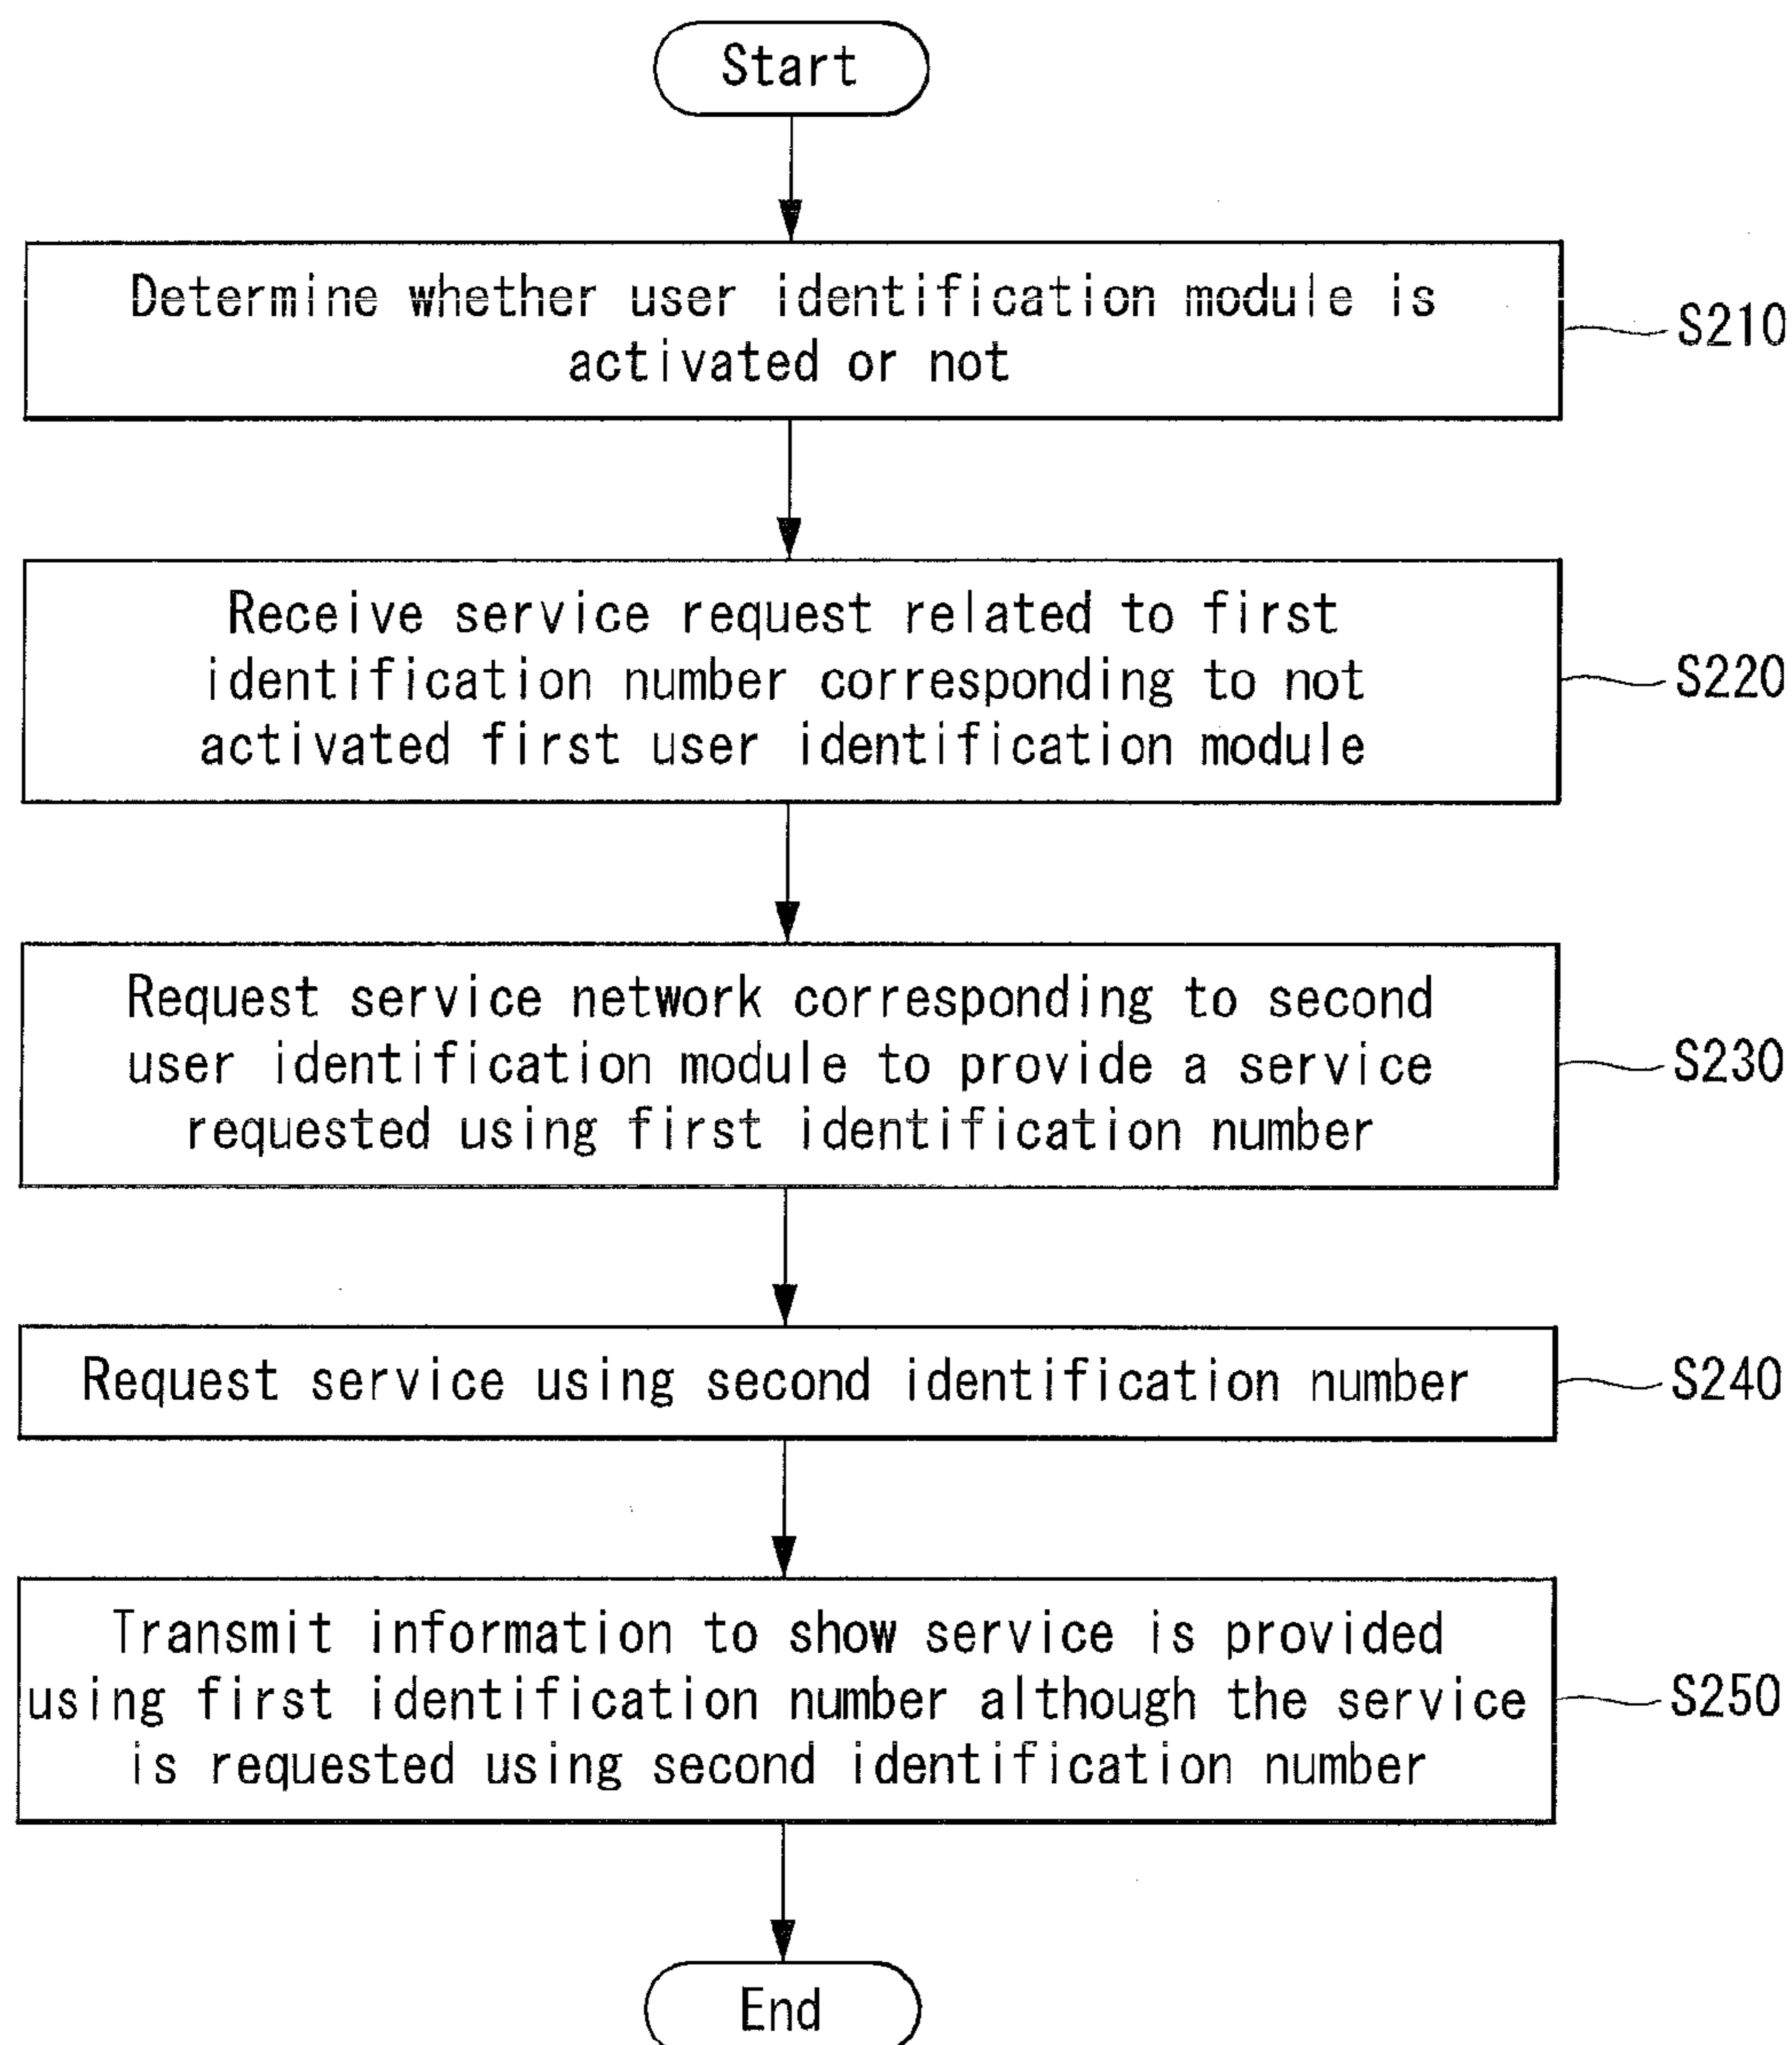 Start
Determine whether user identification module is
activated or not
S210
Receive service request related to first
identification number corresponding to not
activated first user identification module
S220
Request service network corresponding to second
user identification module to provide a service
requested using first identification number
S230
Request service using second identification number
S240
Transmit information to show service is provided
using first identification number although the service
is requested using second identification number
S250
End